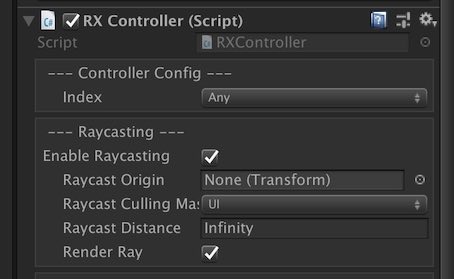 RX Controller (Script)
Script RXController
--- Controller Config ---
Index Any
--- Raycasting ---
Enable Raycasting
Raycast Origin None (Transform)
Raycast Culling Mas UI
Raycast Distance Infinity
Render Ray